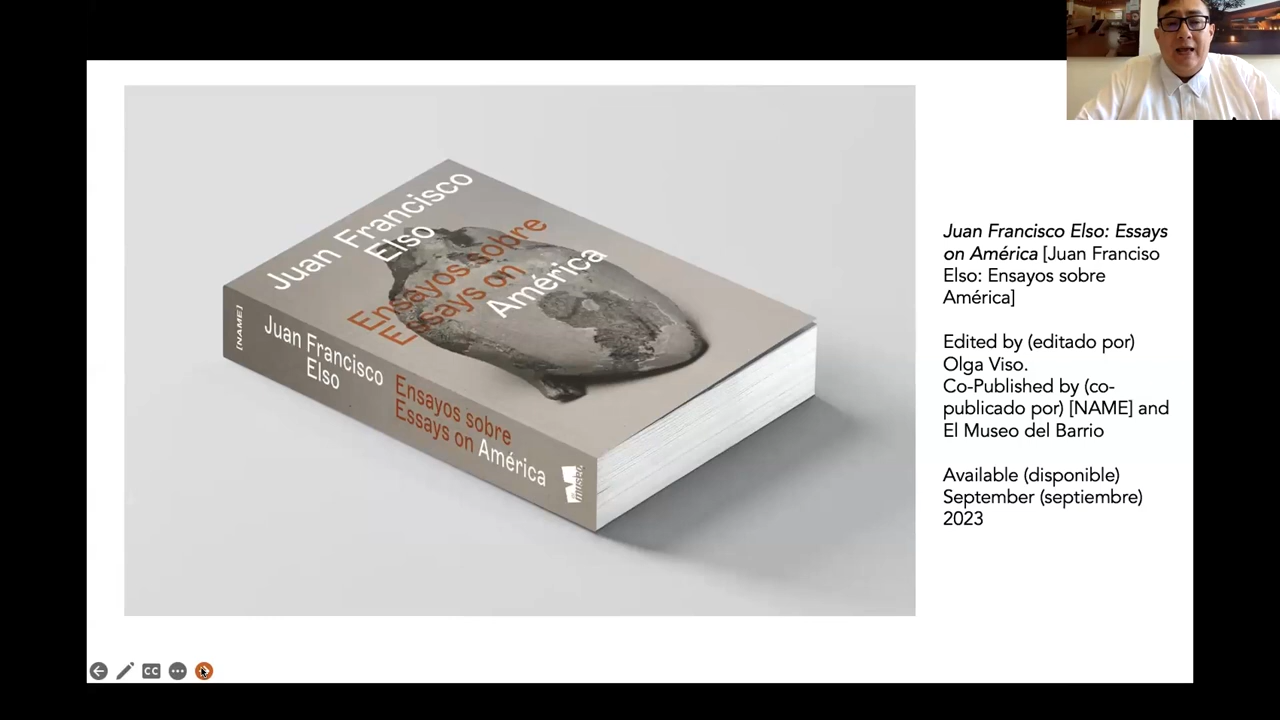 Juan Francisco
Elso
Ensayos sobre
Essays on
América
[NAME]
Juan Francisco
Elso
Ensayos sobre
Essays on América
museo
Juan Francisco Elso: Essays
on América [Juan Franciso
Elso: Ensayos sobre
América]
Edited by (editado por)
Olga Viso.
Co-Published by (co-
publicado por) [NAME] and
El Museo del Barrio
Available (disponible)
September (septiembre)
2023
CC